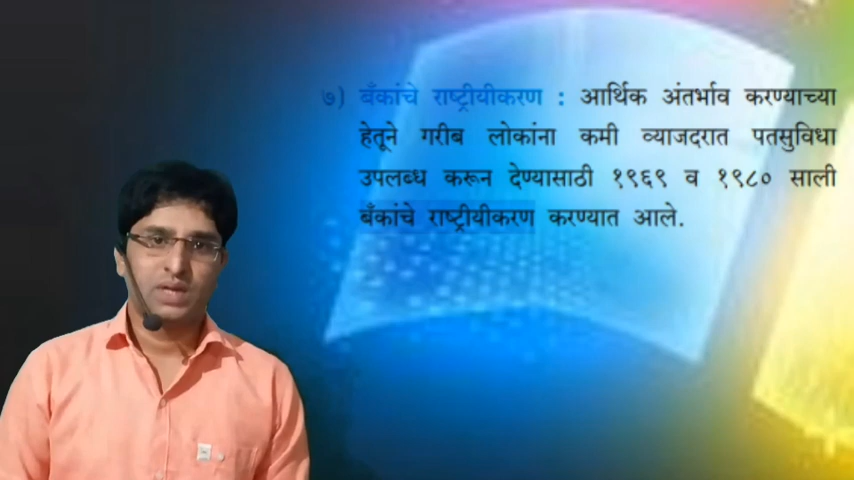 ७) बँकांचे राष्ट्रीयीकरण : आर्थिक अंतर्भाव करण्याच्या
हेतूने गरीब लोकांना कमी व्याजदरात पतसुविधा
उपलब्ध करून देण्यासाठी १९६९ व १९८० साली
बँकांचे राष्ट्रीयीकरण करण्यात आले.